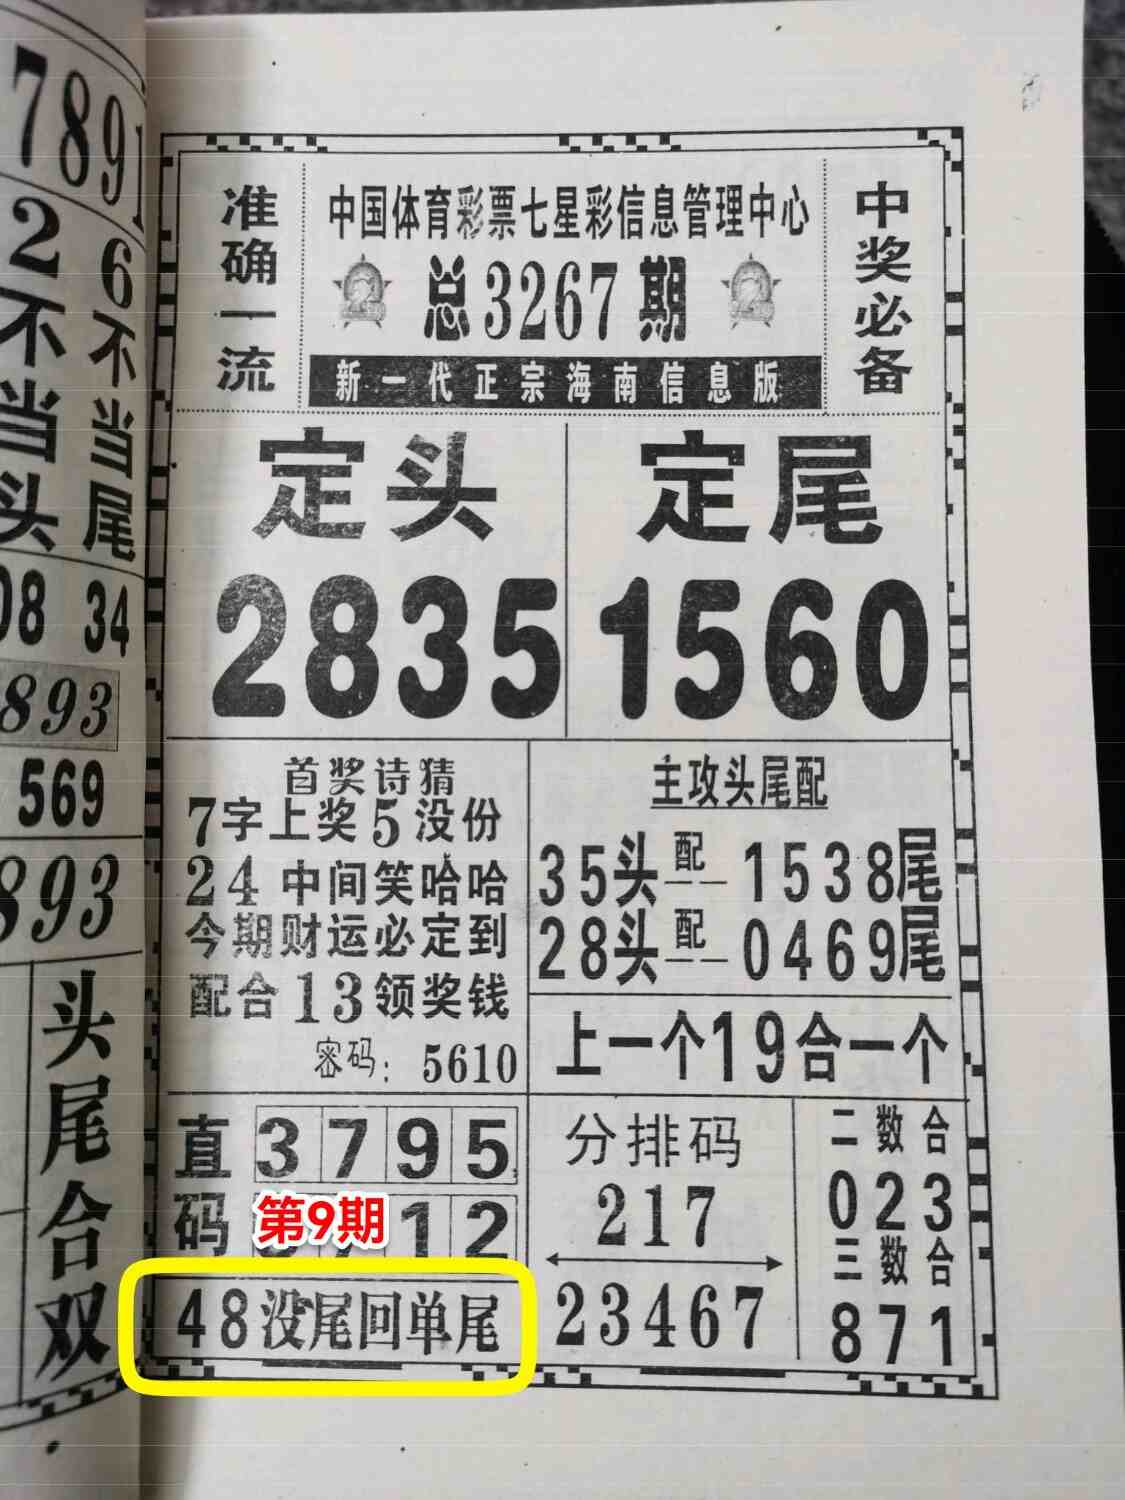 7891
2不当头
6不当尾
08 34
893
569
893
头尾合双
准确一流
中国体育彩票七星彩信息管理中心
总3267期
新一代正宗海南信息版
中奖必备
定头
2835
定尾
1560
首奖诗猜
7字上奖5没份
24中间笑哈哈
今期财运必定到
配合13领奖钱
密码：5610
主攻头尾配
35头配——1538尾
28头配——0469尾
上一个19合一个
直码
3795
12
第9期
48没尾回单尾
分排码
217
23467
二数合
023
三数合
871